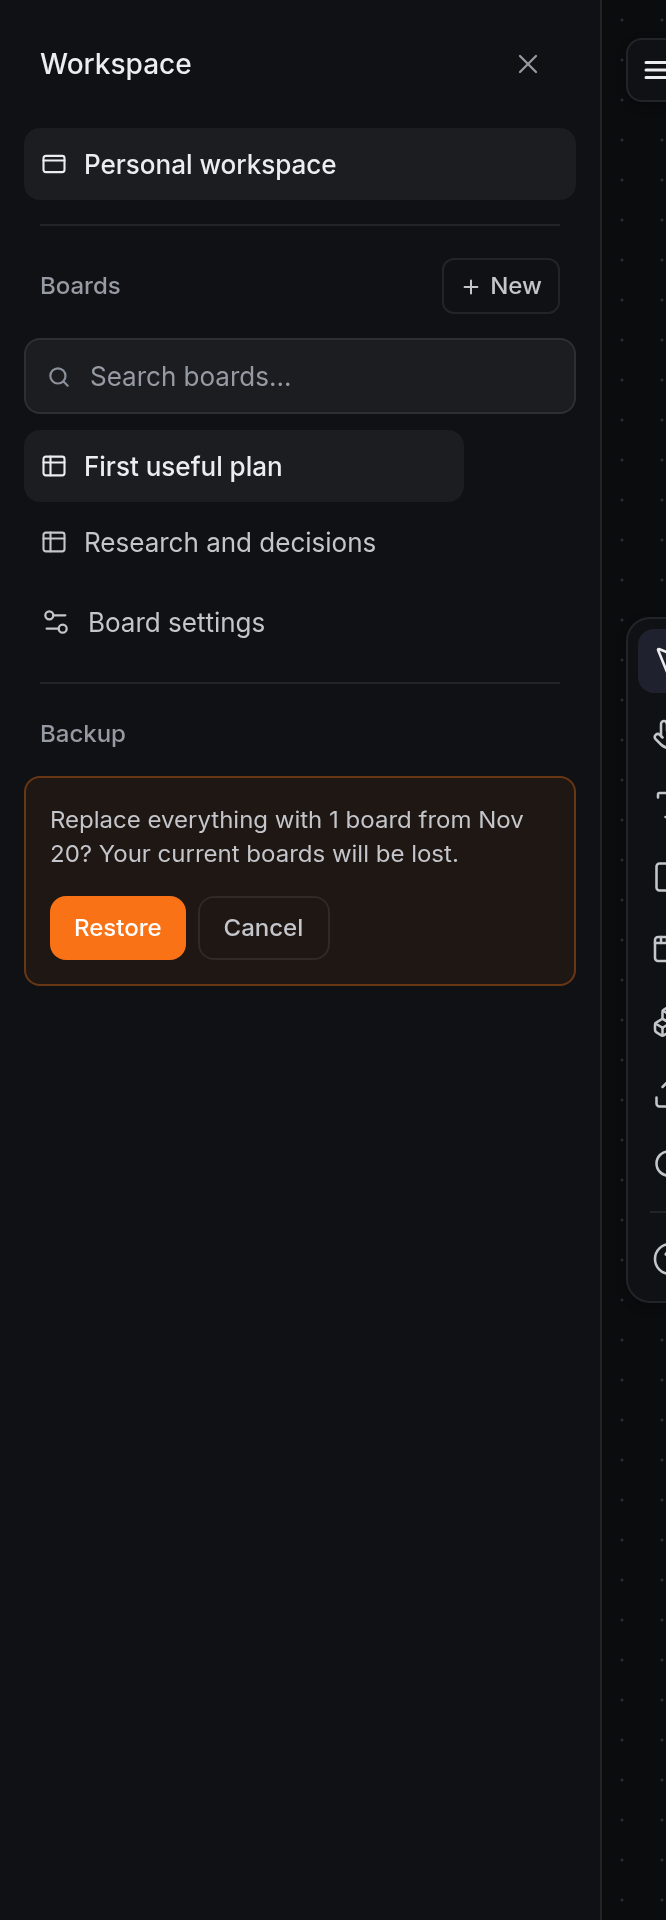 Workspace
Personal workspace
Boards
New
Search boards...
First useful plan
Research and decisions
Board settings
Backup
Replace everything with 1 board from Nov
20? Your current boards will be lost.
Restore
Cancel